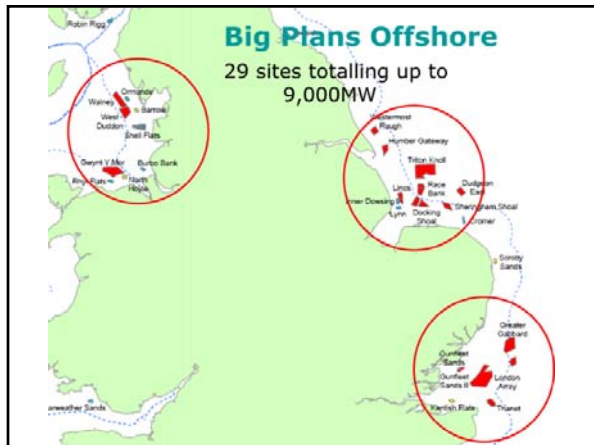 Robin Rigg
Big Plans Offshore
29 sites totalling up to
9,000MW
Ormonde
Walney
Barrow
West
Duddon
Shell Flats
Gwynt Y Mor
Burbo Bank
Rhyl Flats
North
Hoyle
Westermost
Rough
Humber Gateway
Triton Knoll
Lincs
Race
Bank
Dudgeon
East
Inner Dowsing
Lynn
Docking
Shoal
Sheringham Shoal
Cromer
Scroby
Sands
Greater
Gabbard
Gunfleet
Sands
Gunfleet
Sands II
London
Array
Kentish Flats
Thanet
arweather Sands